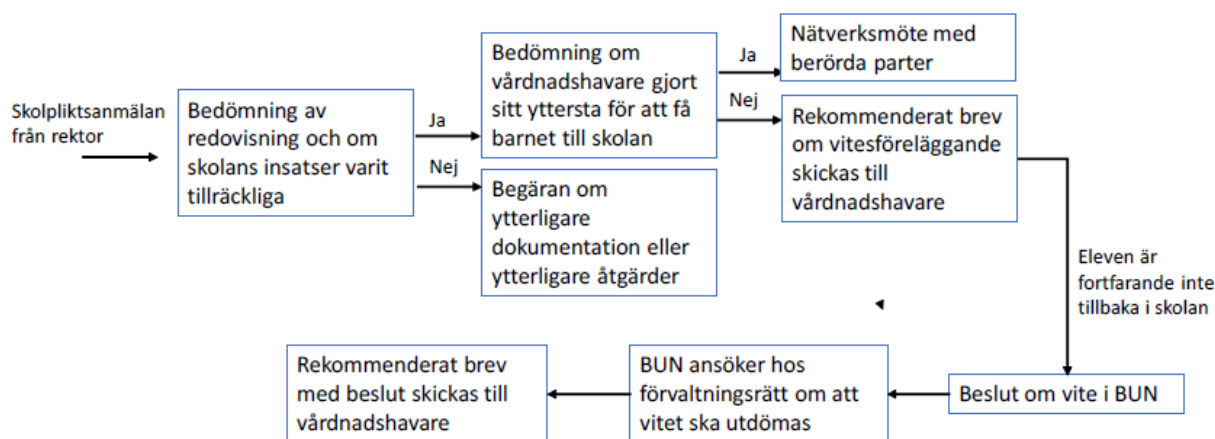 Skolpliktsanmälan
från rektor
Bedömning av
redovisning och om
skolans insatser varit
tillräckliga
Ja
Nej
Bedömning om
vårdnadshavare gjort
sitt yttersta för att få
barnet till skolan
Begäran om
ytterligare
dokumentation eller
ytterligare åtgärder
Ja
Nej
Nätverksmöte med
berörda parter
Rekommenderat brev
om vitesföreläggande
skickas till
vårdnadshavare
Eleven är
fortfarande inte
tillbaka i skolan
Beslut om vite i BUN
BUN ansöker hos
förvaltningsrätt om att
vitet ska utdömas
Rekommenderat brev
med beslut skickas till
vårdnadshavare